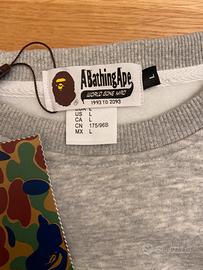 A Bathing Ape
WORLD GONE MAD
1993 TO 2093
L
US L
CA L
CN 175/96B
MX L